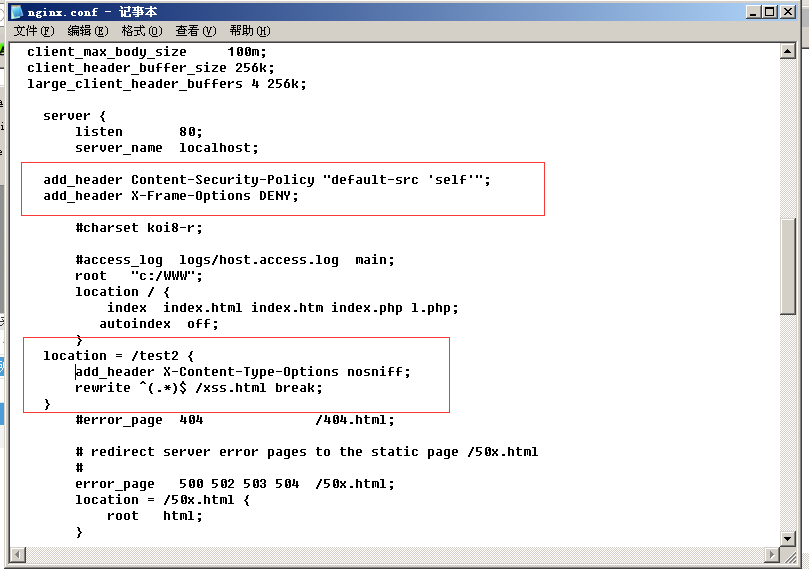 nginx.conf - 记事本
文件(F) 编辑(E) 格式(O) 查看(V) 帮助(H)
client_max_body_size     100m;
client_header_buffer_size 256k;
large_client_header_buffers 4 256k;
server {
listen       80;
server_name  localhost;
add_header Content-Security-Policy "default-src 'self'";
add_header X-Frame-Options DENY;
#charset koi8-r;
#access_log  logs/host.access.log  main;
root   "c:/WWW";
location / {
index  index.html index.htm index.php l.php;
autoindex  off;
}
location = /test2 {
add_header X-Content-Type-Options nosniff;
rewrite ^(.*)$ /xss.html break;
}
#error_page  404              /404.html;
# redirect server error pages to the static page /50x.html
#
error_page   500 502 503 504  /50x.html;
location = /50x.html {
root   html;
}